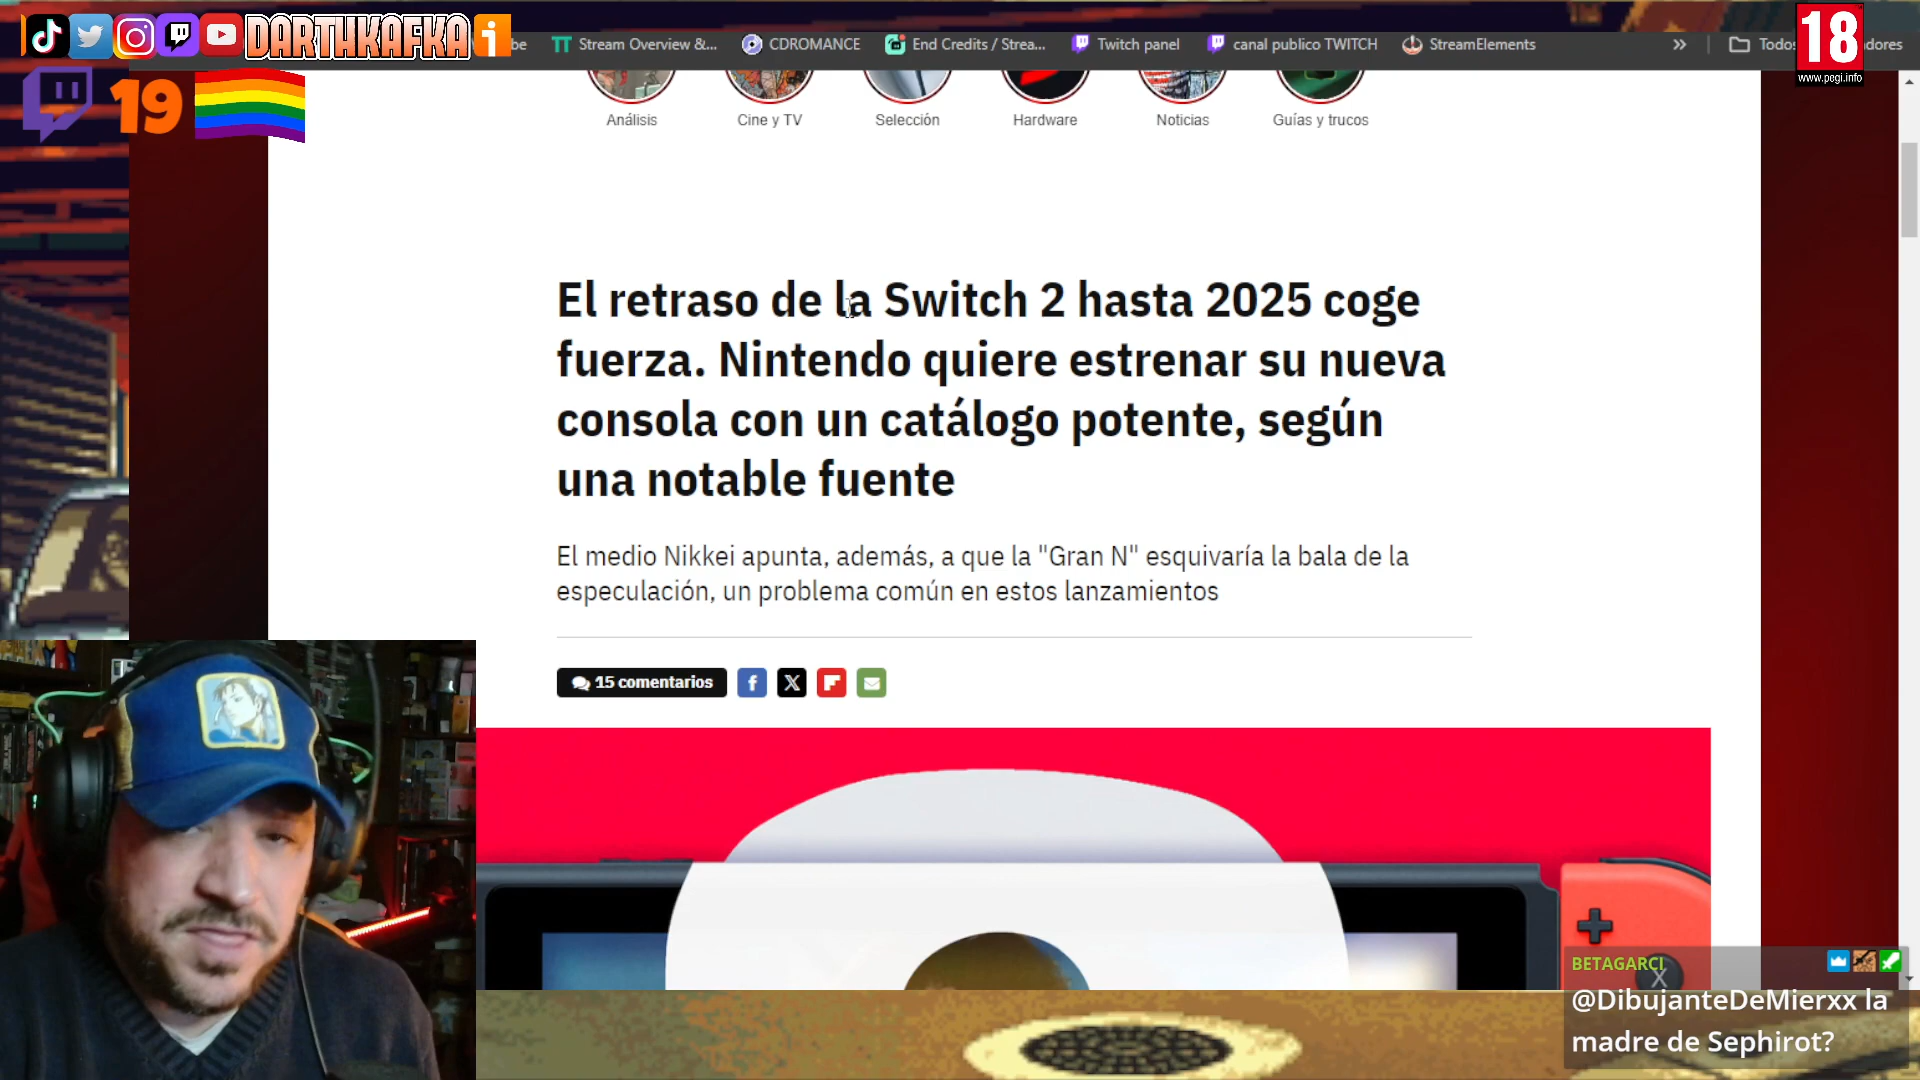 DARTHKAFKA
be
Stream Overview &...
CDROMANCE
End Credits / Strea...
Twitch panel
canal publico TWITCH
StreamElements
»
Todos
adores
18
www.pegi.info
19
Análisis
Cine y TV
Selección
Hardware
Noticias
Guías y trucos
El retraso de la Switch 2 hasta 2025 coge
fuerza. Nintendo quiere estrenar su nueva
consola con un catálogo potente, según
una notable fuente
El medio Nikkei apunta, además, a que la "Gran N" esquivaría la bala de la
especulación, un problema común en estos lanzamientos
15 comentarios
X
BETAGARCI
@DibujanteDeMierxx la
madre de Sephirot?